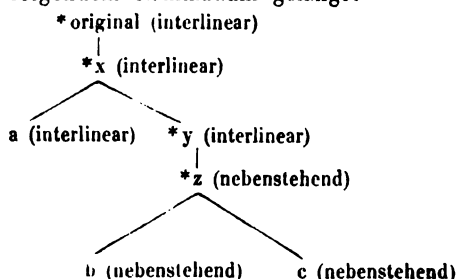 *original (interlinear)
*x (interlinear)
a (interlinear) *y (interlinear)
*z (nebenstehend)
b (nebenstehend) c (nebenstehend)